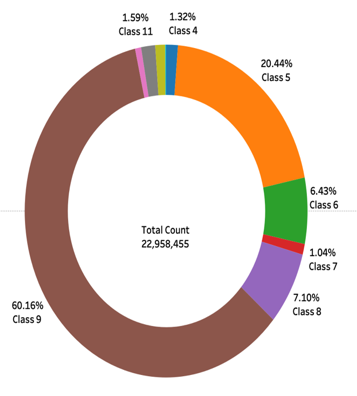 1.59%
Class 11
1.32%
Class 4
20.44%
Class 5
6.43%
Class 6
1.04%
Class 7
7.10%
Class 8
60.16%
Class 9
Total Count
22,958,455